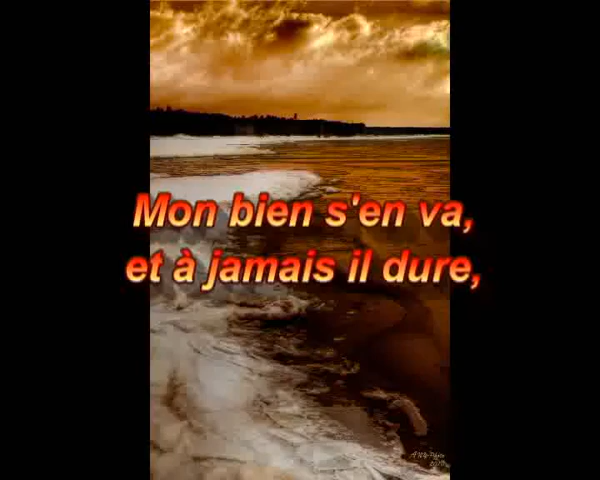 Mon bien s'en va,
et à jamais il dure,